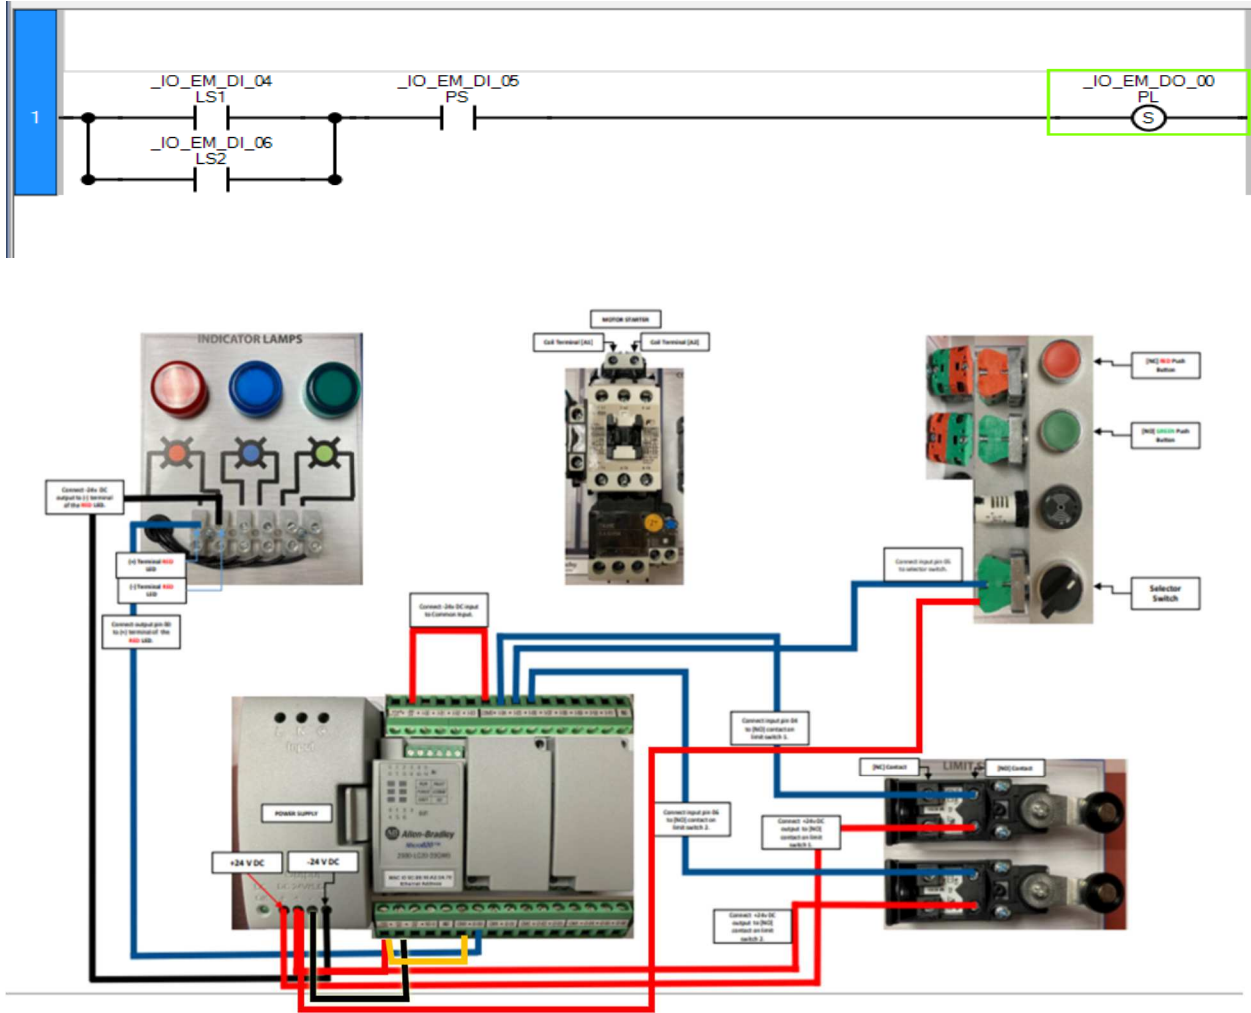 _IO_EM_DI_04
LS1
_IO_EM_DI_05
PS
_IO_EM_DO_00
PL
S
1
_IO_EM_DI_06
LS2
MOTOR STARTER
Coil Terminal [A1]
Coil Terminal [A2]
INDICATOR LAMPS
[NC] RED Push
Button
[NO] GREEN Push
Button
Connect -24v DC
output to (-) terminal
of the RED LED.
(+) Terminal RED
LED
(-) Terminal RED
LED
Connect output pin 00
to (+) terminal of the
RED LED.
Connect -24v DC input
to Common input.
Connect input pin 05
to selector switch.
Selector
Switch
Connect input pin 04
to [NO] contact on
limit switch 1.
[NC] Contact
LIMIT
[NO] Contact
Input
POWER SUPPLY
Allen-Bradley
Micro820
Ethernet Address
Connect input pin 06
to [NO] contact on
limit switch 2.
Connect +24v DC
output to [NO]
contact on limit
switch 1.
+24 V DC
-24 V DC
Connect +24v DC
output to [NO]
contact on limit
switch 2.